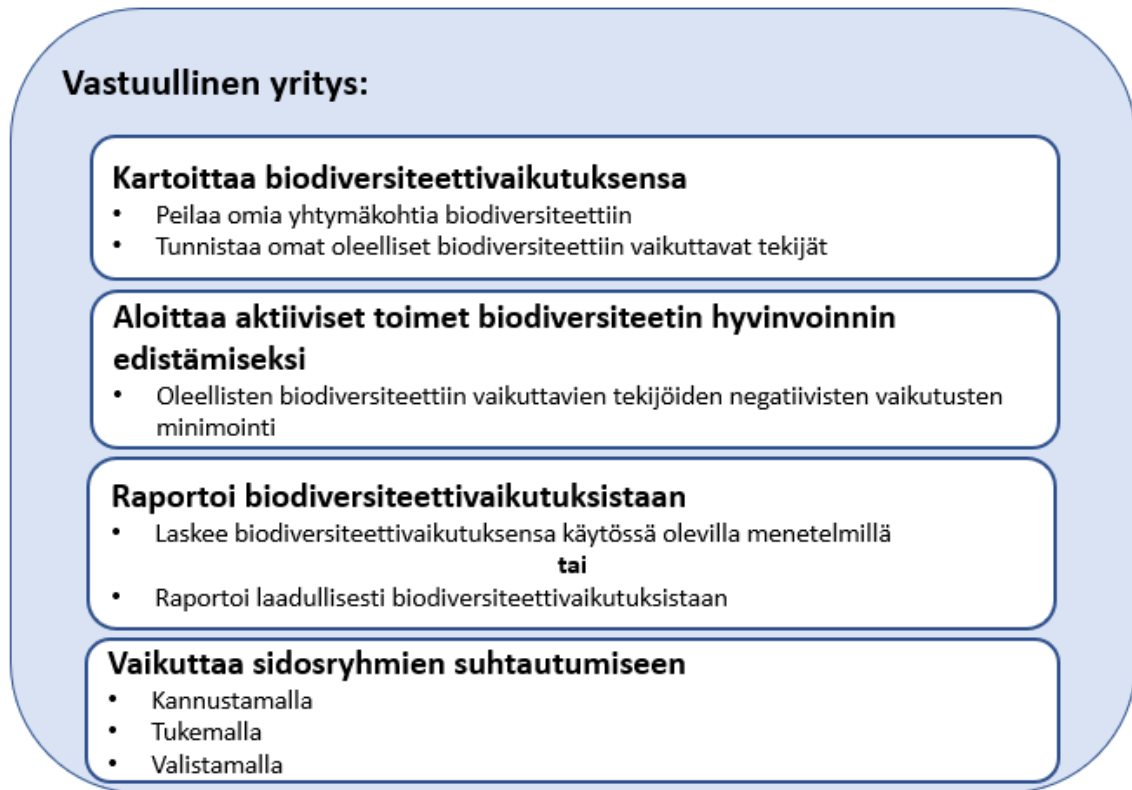 Vastuullinen yritys:
Kartoittaa biodiversiteettivaikutuksensa
• Peilaa omia yhtymäkohtia biodiversiteettiin
• Tunnistaa omat oleelliset biodiversiteettiin vaikuttavat tekijät
Aloittaa aktiiviset toimet biodiversiteetin hyvinvoinnin
edistämiseksi
• Oleellisten biodiversiteettiin vaikuttavien tekijöiden negatiivisten vaikutusten
minimointi
Raportoi biodiversiteettivaikutuksistaan
• Laskee biodiversiteettivaikutuksensa käytössä olevilla menetelmillä
tai
• Raportoi laadullisesti biodiversiteettivaikutuksistaan
Vaikuttaa sidosryhmien suhtautumiseen
• Kannustamalla
• Tukemalla
• Valistamalla